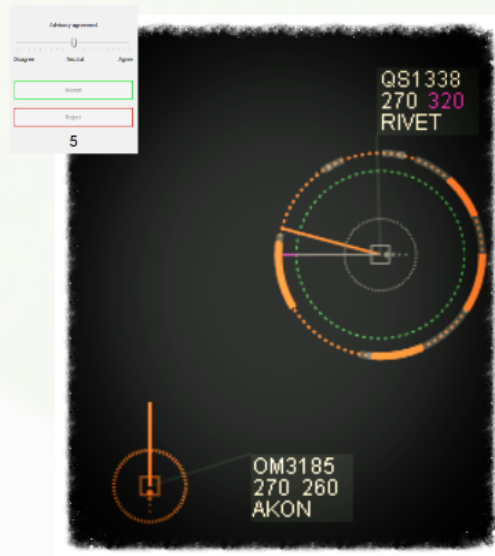 Advisory agreement
Disagree Neutral Agree
Accept
Reject
5
QS1338
270 320
RIVET
OM3185
270 260
AKON